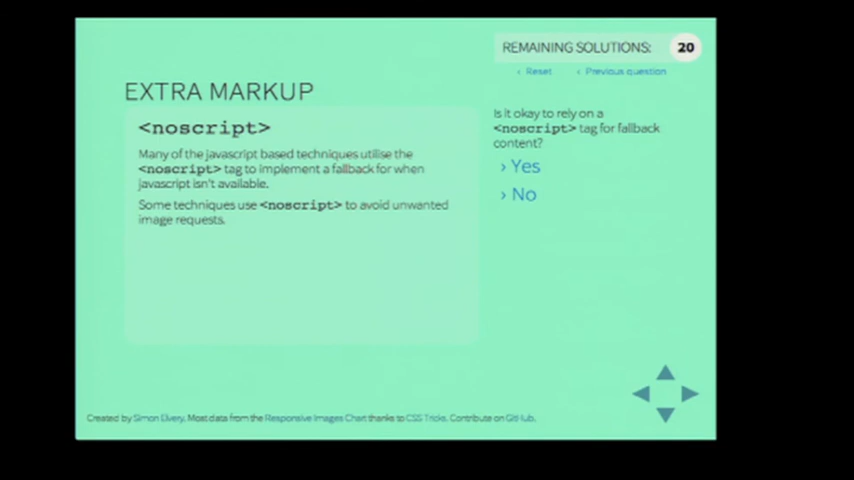 REMAINING SOLUTIONS: 20
‹ Reset ‹ Previous question
EXTRA MARKUP
<noscript>
Many of the javascript based techniques utilise the
<noscript> tag to implement a fallback for when
javascript isn't available.
Some techniques use <noscript> to avoid unwanted
image requests.
Is it okay to rely on a
<noscript> tag for fallback
content?
› Yes
› No
Created by Simon Elvery. Most data from the Responsive Images Chart thanks to CSS Tricks. Contribute on GitHub.